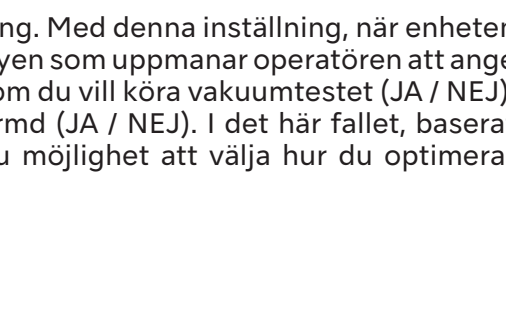 ng. Med denna inställning, när enheten
yen som uppmanar operatören att ange
om du vill köra vakuumtestet (JA / NEJ)
rmd (JA / NEJ). I det här fallet, basera
u möjlighet att välja hur du optimera